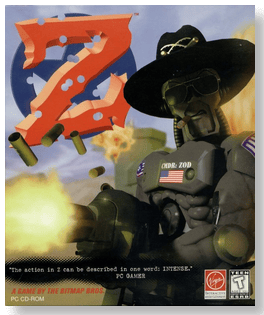 Z
CMDR: ZOD
"The action in Z can be described in one word: INTENSE."
PC GAMER
A GAME BY THE BITMAP BROS.
PC CD-ROM
Virgin
TEEN
T
ESRB